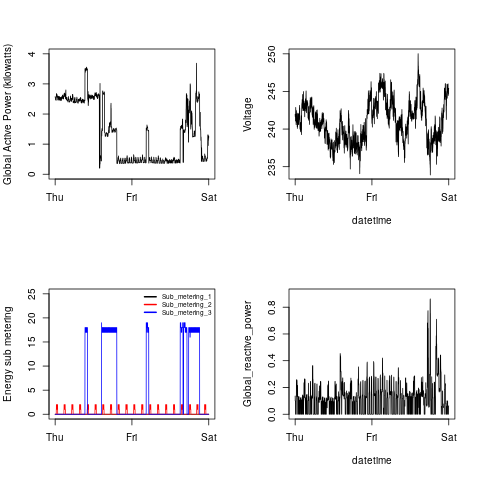 Global Active Power (kilowatts)
0 1 2 3 4
Thu Fri Sat
Voltage
235 240 245 250
Thu Fri Sat
datetime
Energy sub metering
0 5 10 15 20 25
Sub_metering_1
Sub_metering_2
Sub_metering_3
Thu Fri Sat
Global_reactive_power
0.0 0.2 0.4 0.6 0.8
Thu Fri Sat
datetime